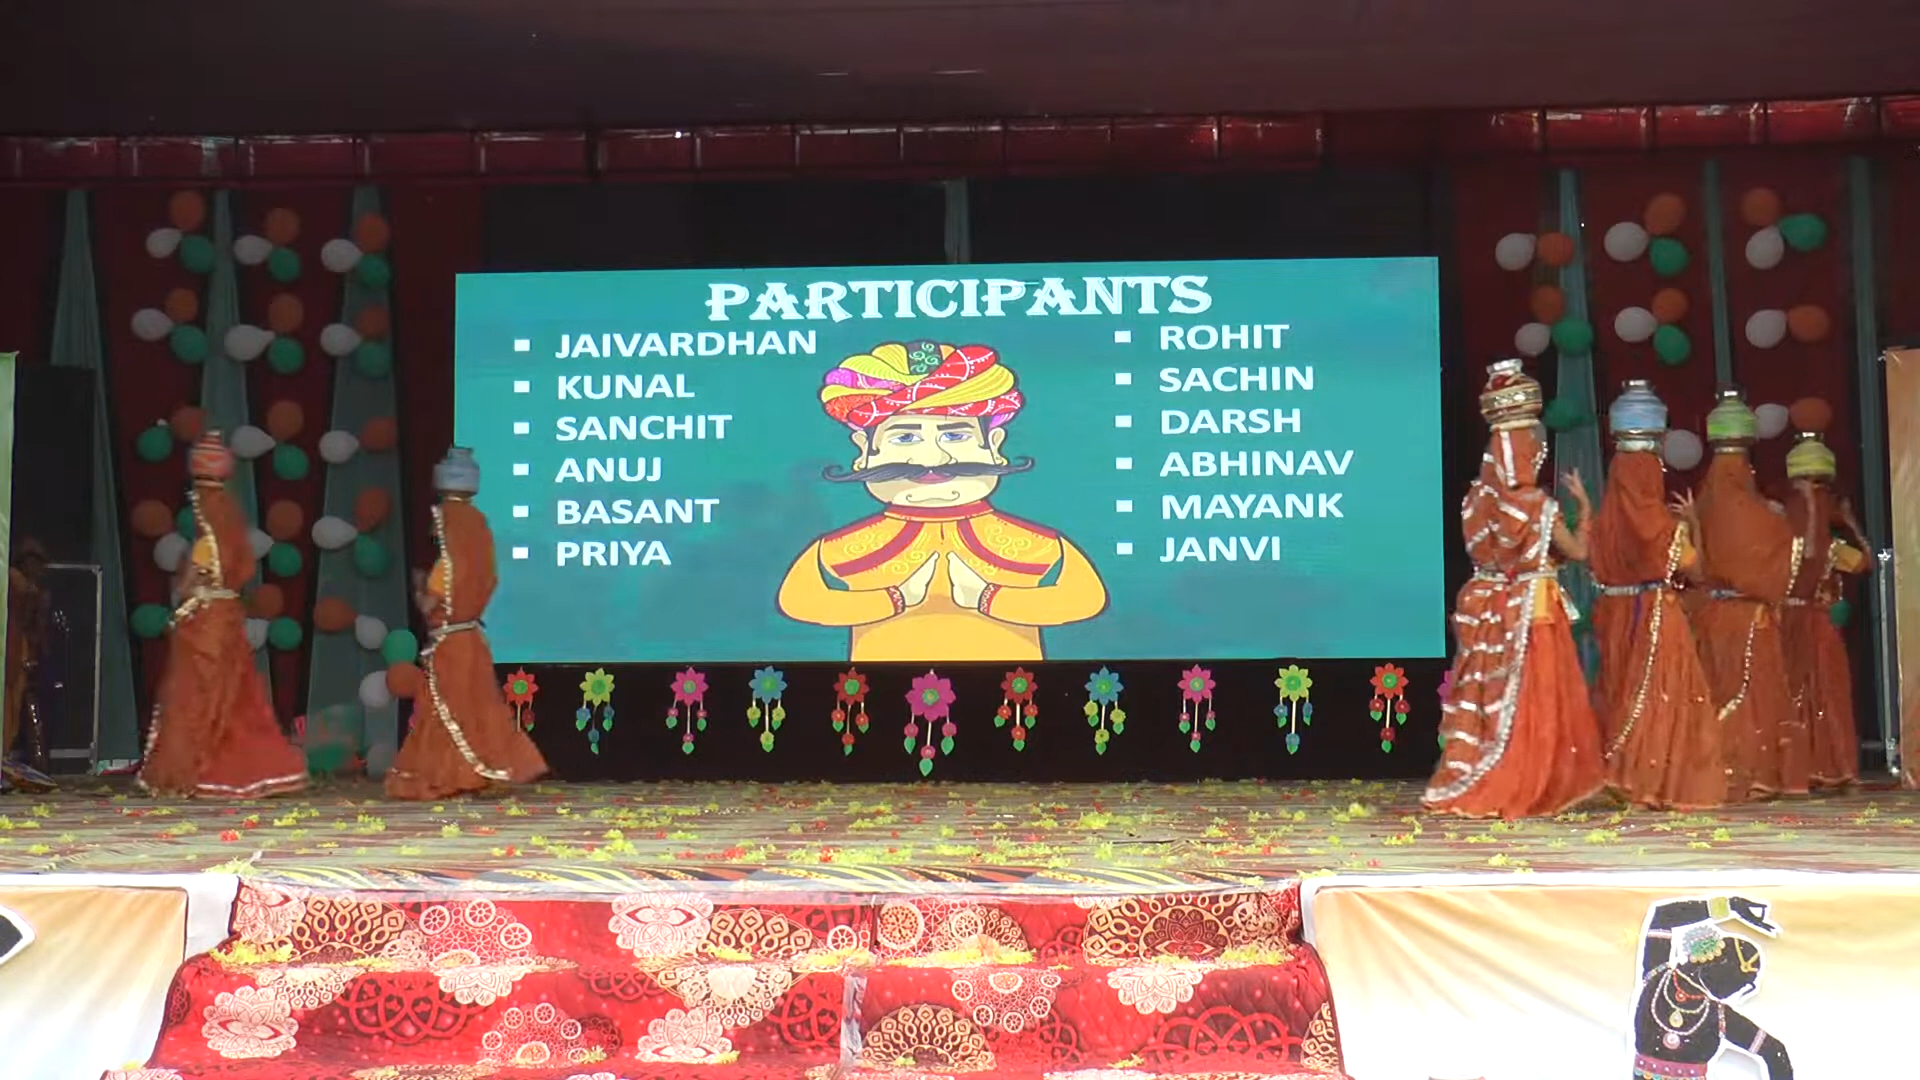 PARTICIPANTS
▪ JAIVARDHAN
▪ KUNAL
▪ SANCHIT
▪ ANUJ
▪ BASANT
▪ PRIYA
▪ ROHIT
▪ SACHIN
▪ DARSH
▪ ABHINAV
▪ MAYANK
▪ JANVI